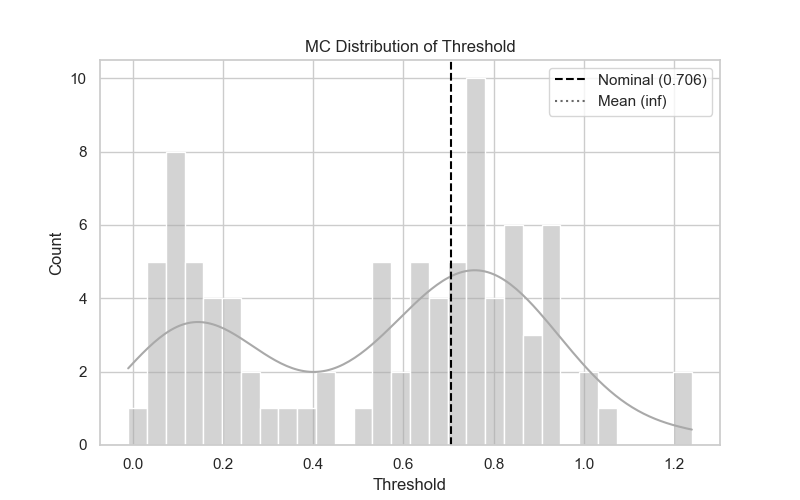 MC Distribution of Threshold
Nominal (0.706)
Mean (inf)
10
8
6
4
2
0
Count
0.0 0.2 0.4 0.6 0.8 1.0 1.2
Threshold